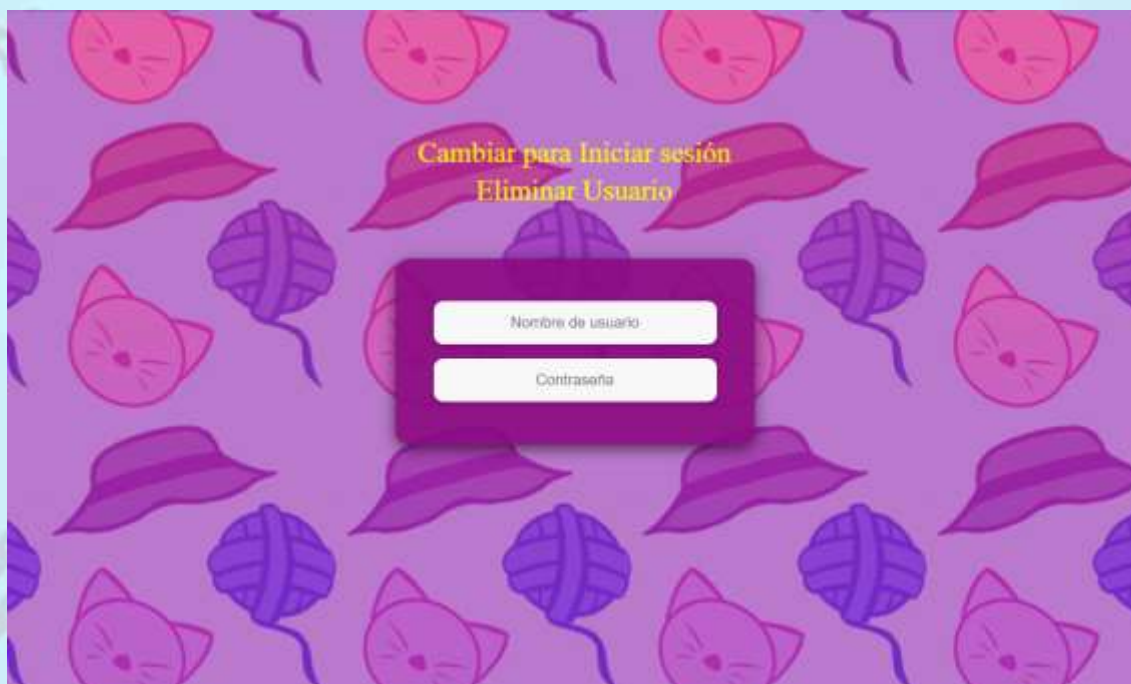 Cambiar para Iniciar sesión
Eliminar Usuario
Nombre de usuario
Contraseña